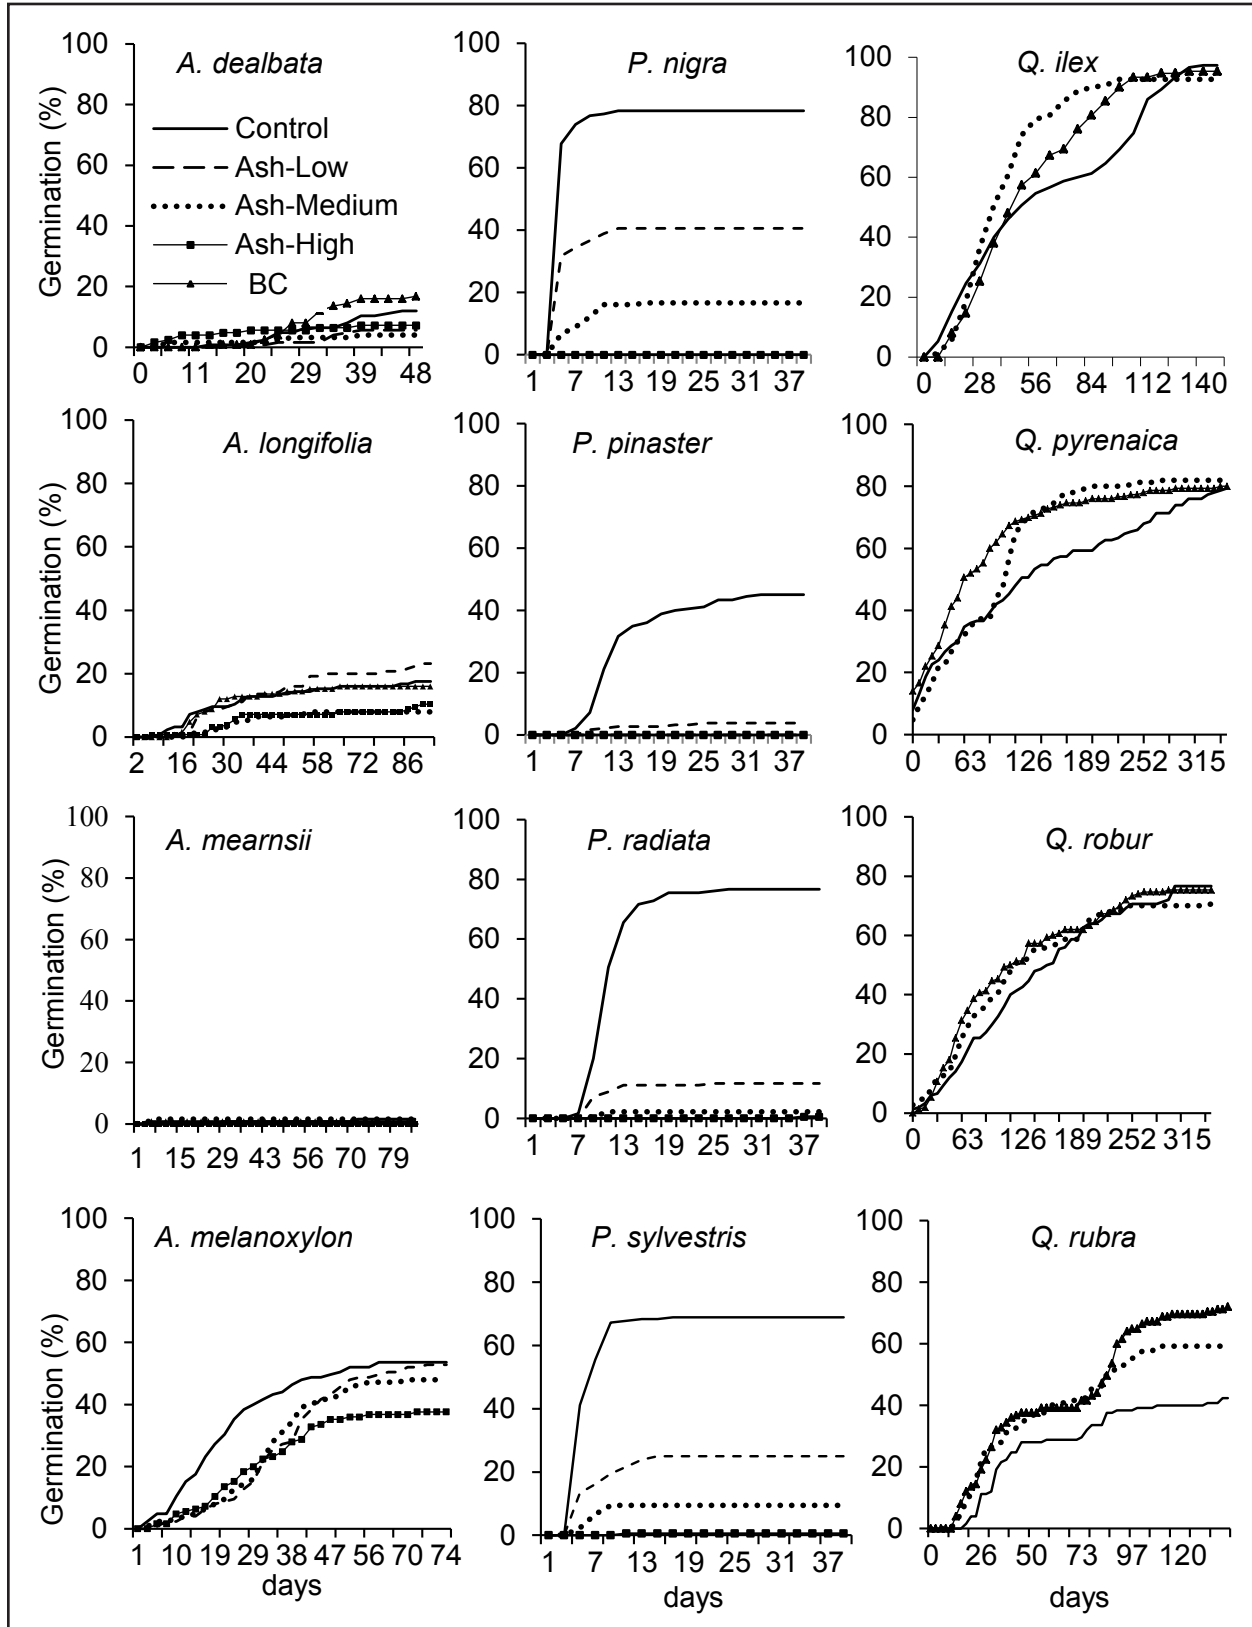 A. dealbata
100
80
60
40
20
0
Germination (%)
Control
Ash-Low
Ash-Medium
Ash-High
BC
0 11 20 29 39 48
P. nigra
100
80
60
40
20
0
1 7 13 19 25 31 37
Q. ilex
100
80
60
40
20
0
0 28 56 84 112 140
A. longifolia
100
80
60
40
20
0
Germination (%)
2 16 30 44 58 72 86
P. pinaster
100
80
60
40
20
0
1 7 13 19 25 31 37
Q. pyrenaica
100
80
60
40
20
0
0 63 126 189 252 315
A. mearnsii
100
80
60
40
20
0
Germination (%)
1 15 29 43 56 70 79
P. radiata
100
80
60
40
20
0
1 7 13 19 25 31 37
Q. robur
100
80
60
40
20
0
0 63 126 189 252 315
A. melanoxylon
100
80
60
40
20
0
Germination (%)
1 10 19 29 38 47 56 70 74
days
P. sylvestris
100
80
60
40
20
0
1 7 13 19 25 31 37
days
Q. rubra
100
80
60
40
20
0
0 26 50 73 97 120
days